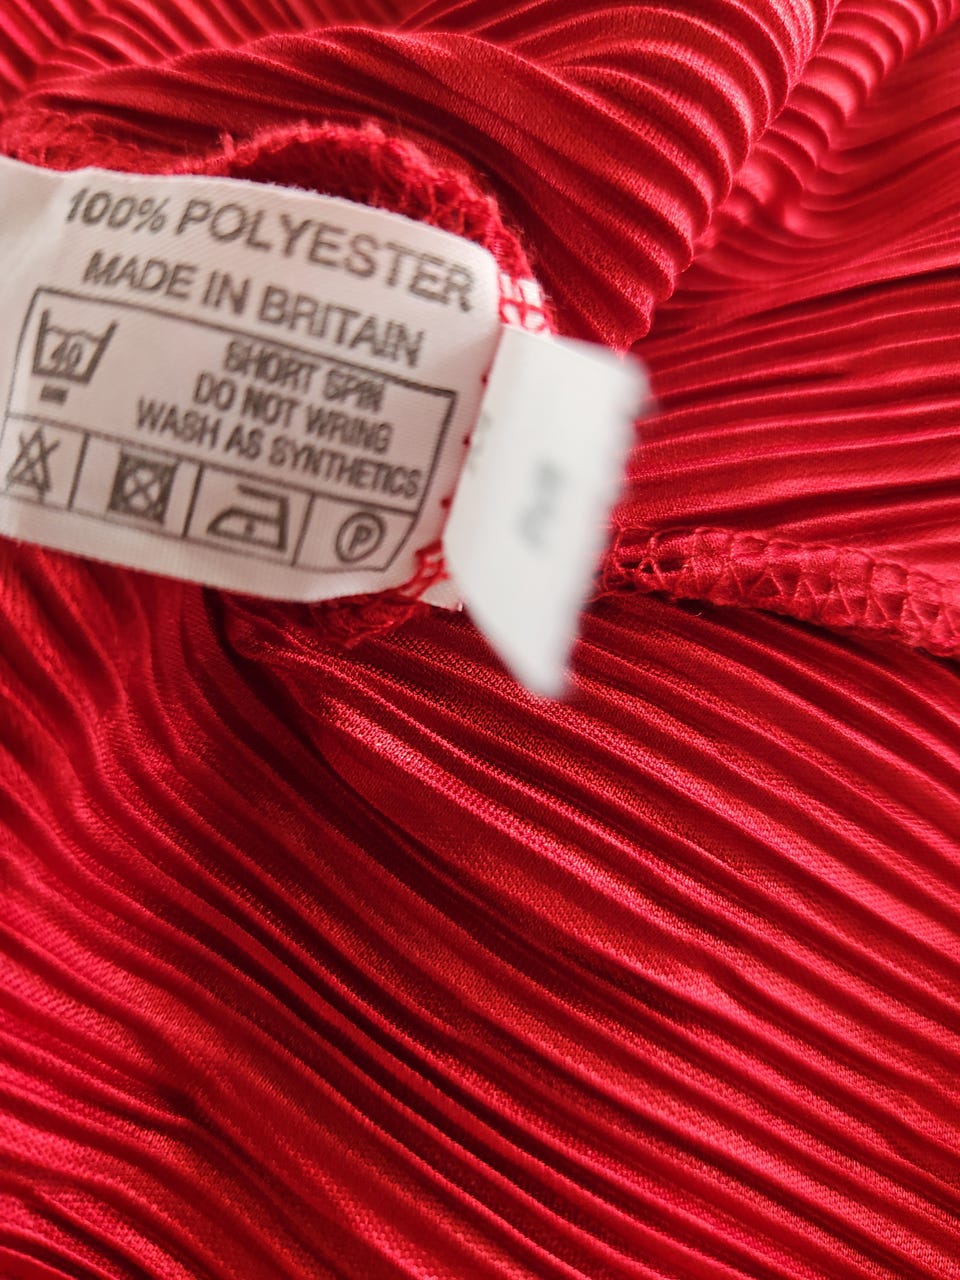 100% POLYESTER
MADE IN BRITAIN
40
SHORT SPIN
DO NOT WRING
WASH AS SYNTHETICS
P